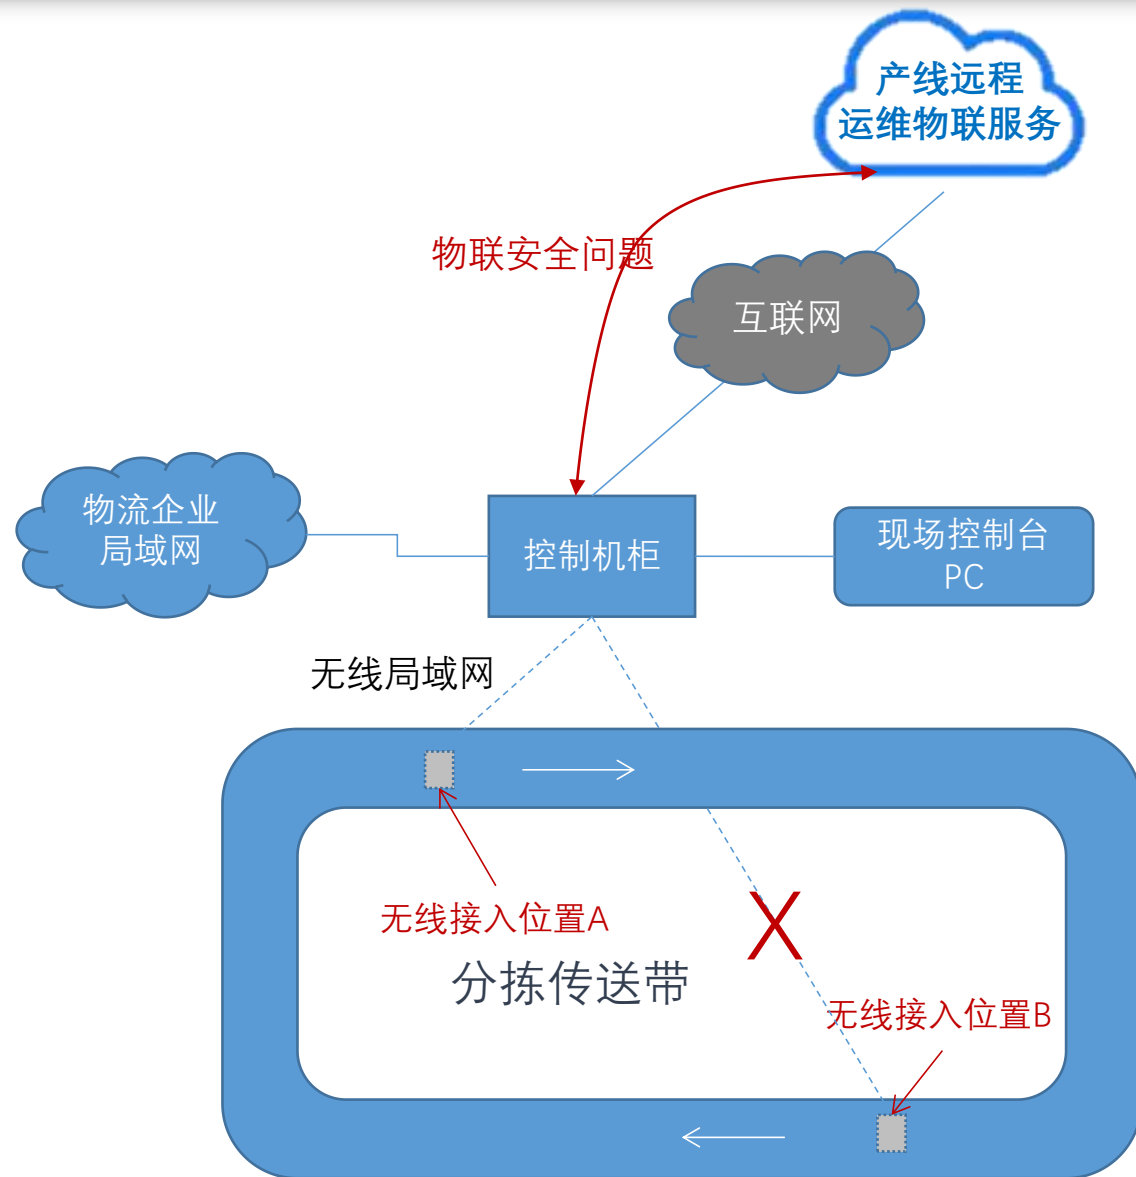 产线远程
运维物联服务
物联安全问题
互联网
物流企业
局域网
控制机柜
现场控制台
PC
无线局域网
无线接入位置A
分拣传送带
无线接入位置B